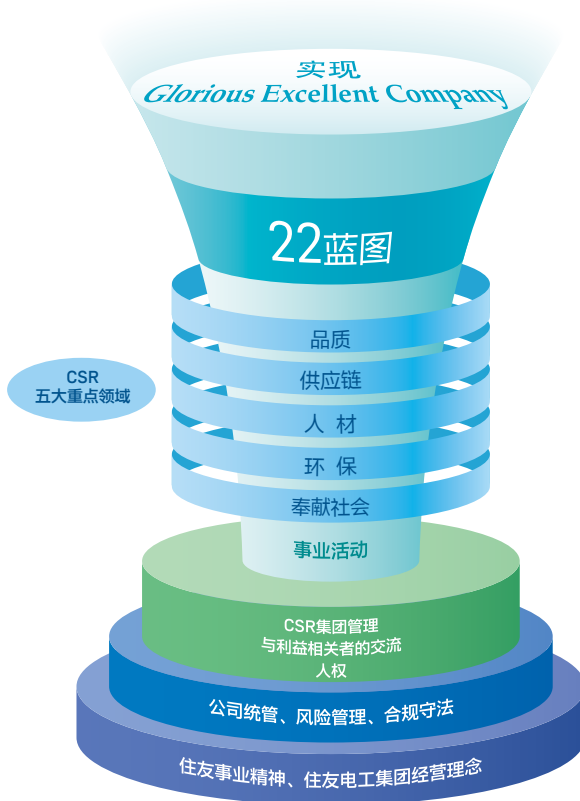 实现
Glorious Excellent Company
22蓝图
品质
供应链
人 材
环 保
奉献社会
CSR
五大重点领域
事业活动
CSR集团管理
与利益相关者的交流
人权
公司统管、风险管理、合规守法
住友事业精神、住友电工集团经营理念